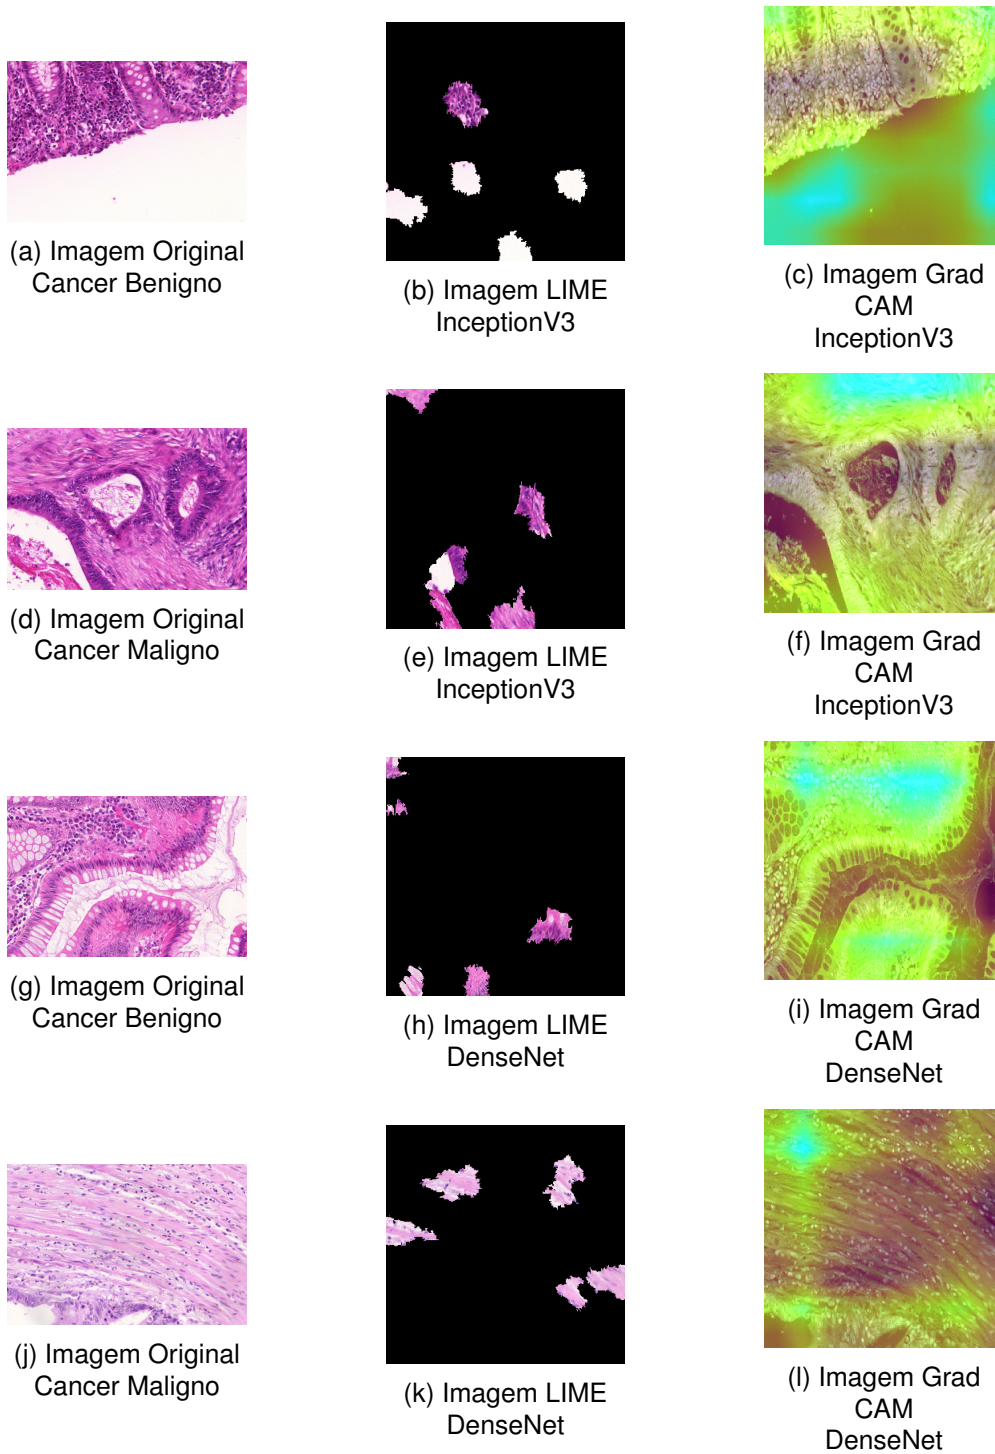 (a) Imagem Original
Cancer Benigno
(b) Imagem LIME
InceptionV3
(c) Imagem Grad
CAM
InceptionV3
(d) Imagem Original
Cancer Maligno
(e) Imagem LIME
InceptionV3
(f) Imagem Grad
CAM
InceptionV3
(g) Imagem Original
Cancer Benigno
(h) Imagem LIME
DenseNet
(i) Imagem Grad
CAM
DenseNet
(j) Imagem Original
Cancer Maligno
(k) Imagem LIME
DenseNet
(l) Imagem Grad
CAM
DenseNet